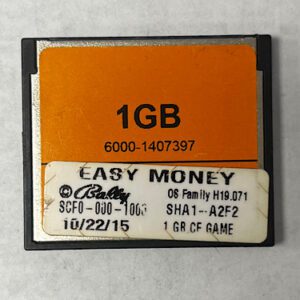 1GB
6000-1407397
EASY MONEY
© Bally OS Family H19.071
SCF0-000-1003 SHA1--A2F2
10/22/15 1 GB CF GAME